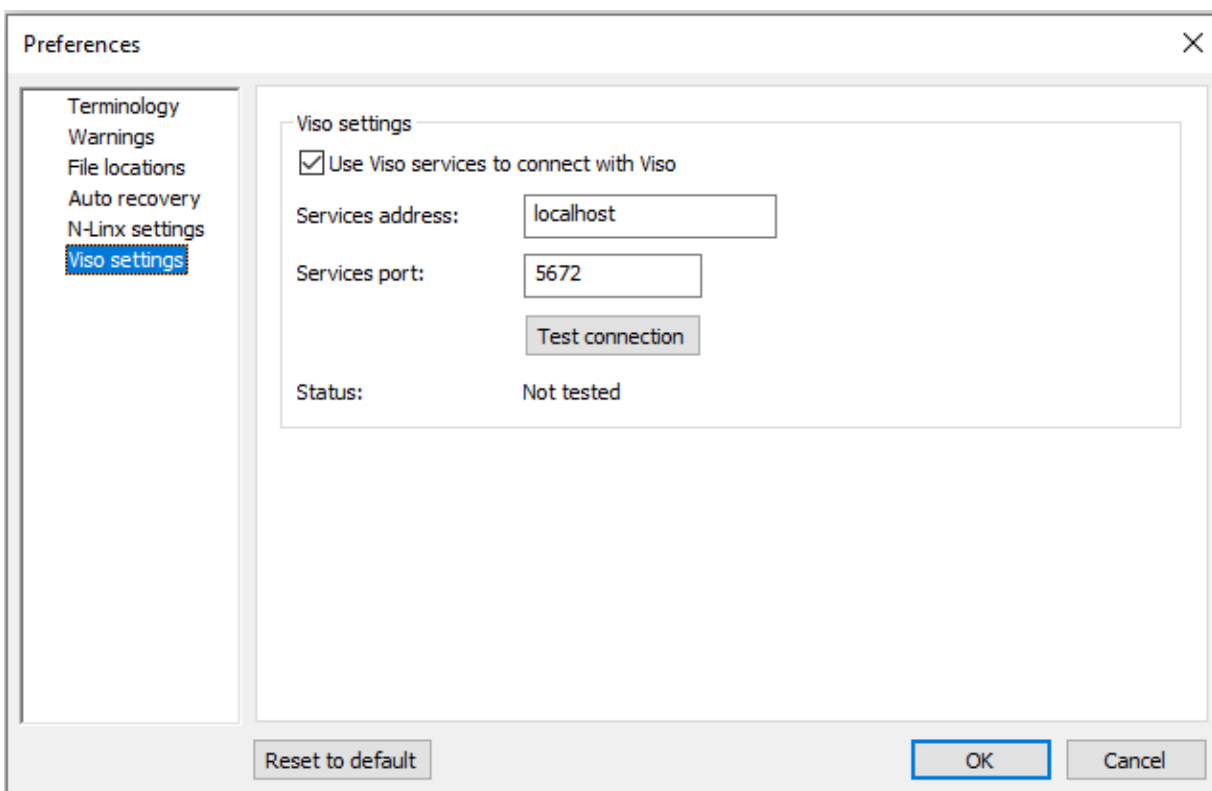 Preferences
Terminology
Warnings
File locations
Auto recovery
N-Linx settings
Viso settings
Viso settings
Use Viso services to connect with Viso
Services address: localhost
Services port: 5672
Test connection
Status: Not tested
Reset to default OK Cancel